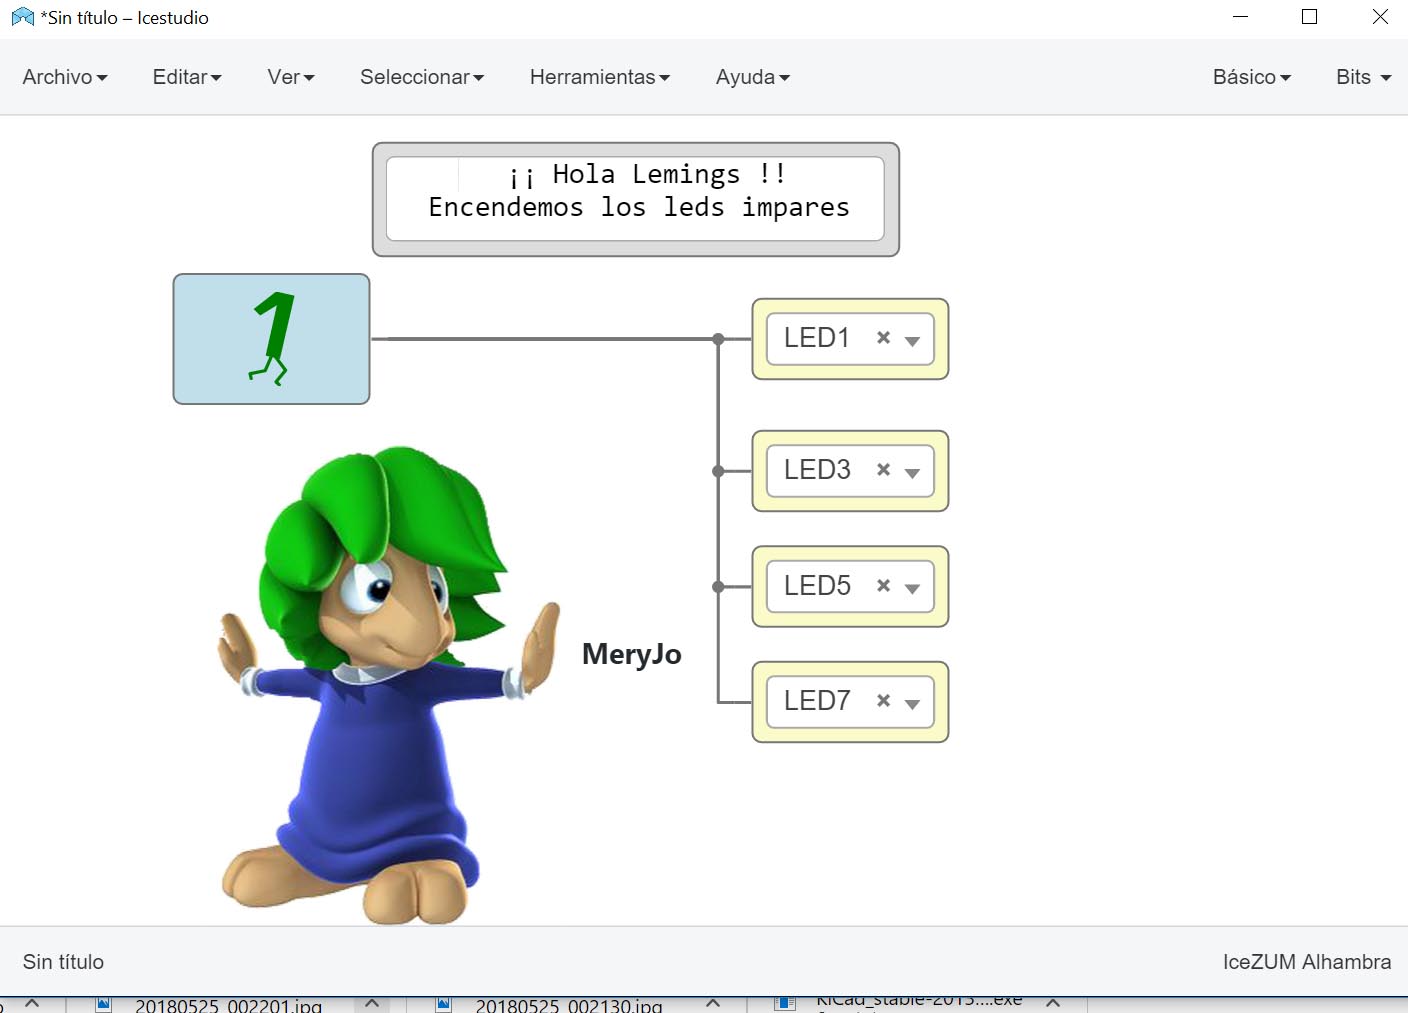 *Sin título – Icestudio
Archivo Editar Ver Seleccionar Herramientas Ayuda Básico Bits
¡¡ Hola Lemings !!
Encendemos los leds impares
1
LED1
LED3
LED5
MeryJo
LED7
Sin título IceZUM Alhambra
20180525_002201.jpg 20180525_002130.jpg KiCad_stable-2015....exe